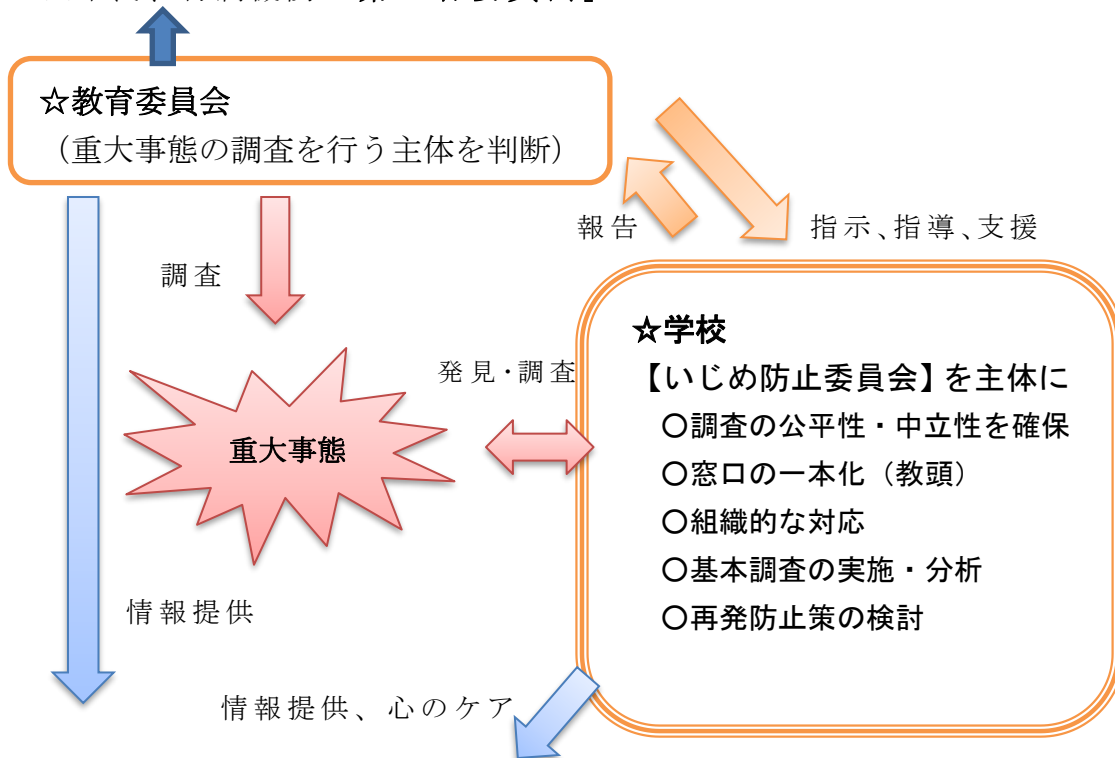 ☆教育委員会
（重大事態の調査を行う主体を判断）
報告
指示、指導、支援
調査
☆学校
【いじめ防止委員会】を主体に
〇調査の公平性・中立性を確保
〇窓口の一本化（教頭）
〇組織的な対応
〇基本調査の実施・分析
〇再発防止策の検討
発見・調査
重大事態
情報提供
情報提供、心のケア